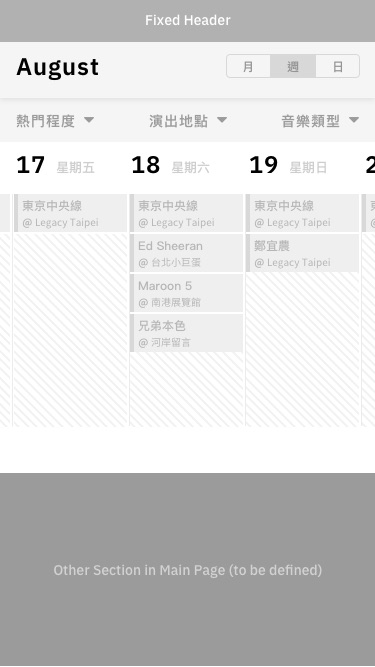 Fixed Header
August
月 週 日
熱門程度 演出地點 音樂類型
17 星期五 18 星期六 19 星期日 2
東京中央線 東京中央線 東京中央線
@ Legacy Taipei @ Legacy Taipei @ Legacy Taipei
Ed Sheeran 鄭宜農
@ 台北小巨蛋 @ Legacy Taipei
Maroon 5
@ 南港展覽館
兄弟本色
@ 河岸留言
Other Section in Main Page (to be defined)